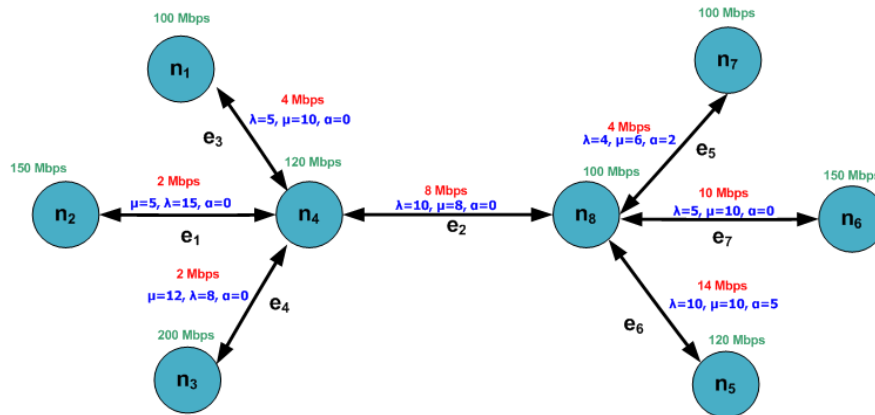 100 Mbps
n1
4 Mbps
λ=5, μ=10, α=0
e3
150 Mbps
n2
2 Mbps
μ=5, λ=15, α=0
e1
120 Mbps
n4
2 Mbps
μ=12, λ=8, α=0
e4
200 Mbps
n3
8 Mbps
λ=10, μ=8, α=0
e2
100 Mbps
n7
4 Mbps
λ=4, μ=6, α=2
e5
100 Mbps
n8
10 Mbps
λ=5, μ=10, α=0
e7
150 Mbps
n6
14 Mbps
λ=10, μ=10, α=5
e6
120 Mbps
n5